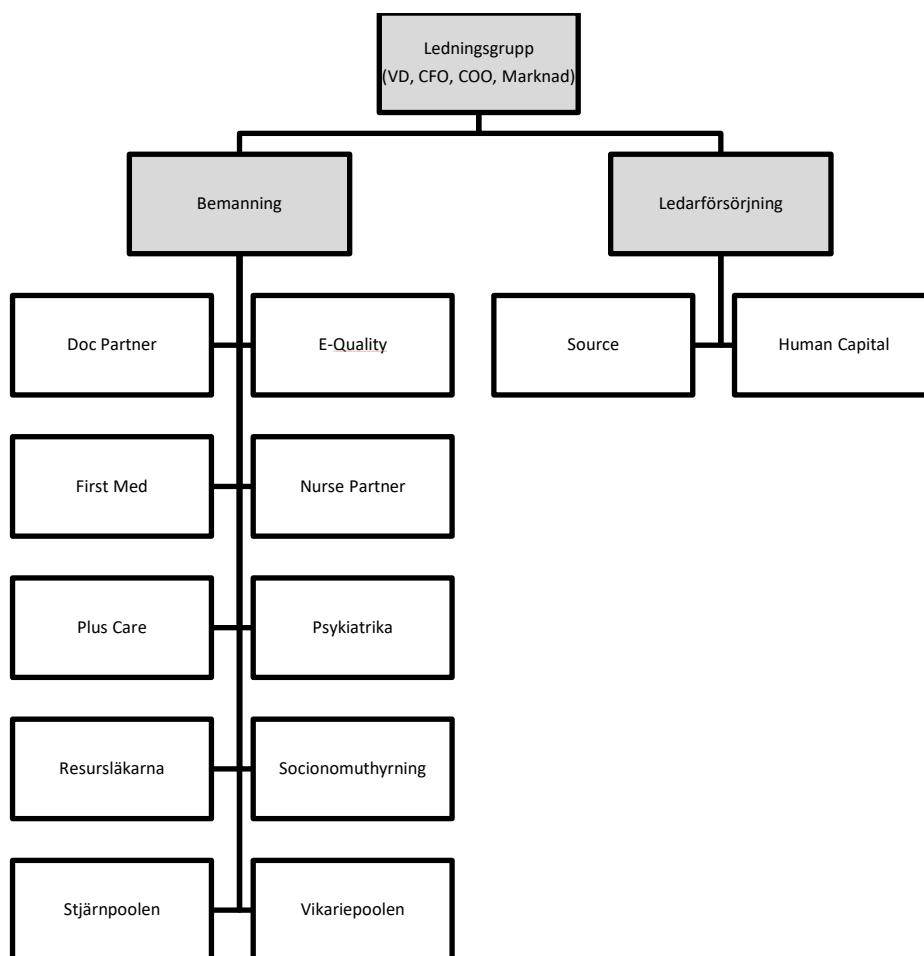 Ledningsgrupp
(VD, CFO, COO, Marknad)
Bemanning
Ledarförsörjning
Doc Partner
E-Quality
Source
Human Capital
First Med
Nurse Partner
Plus Care
Psykiatrika
Resursläkarna
Socionomuthyrning
Stjärnpoolen
Vikariepoolen